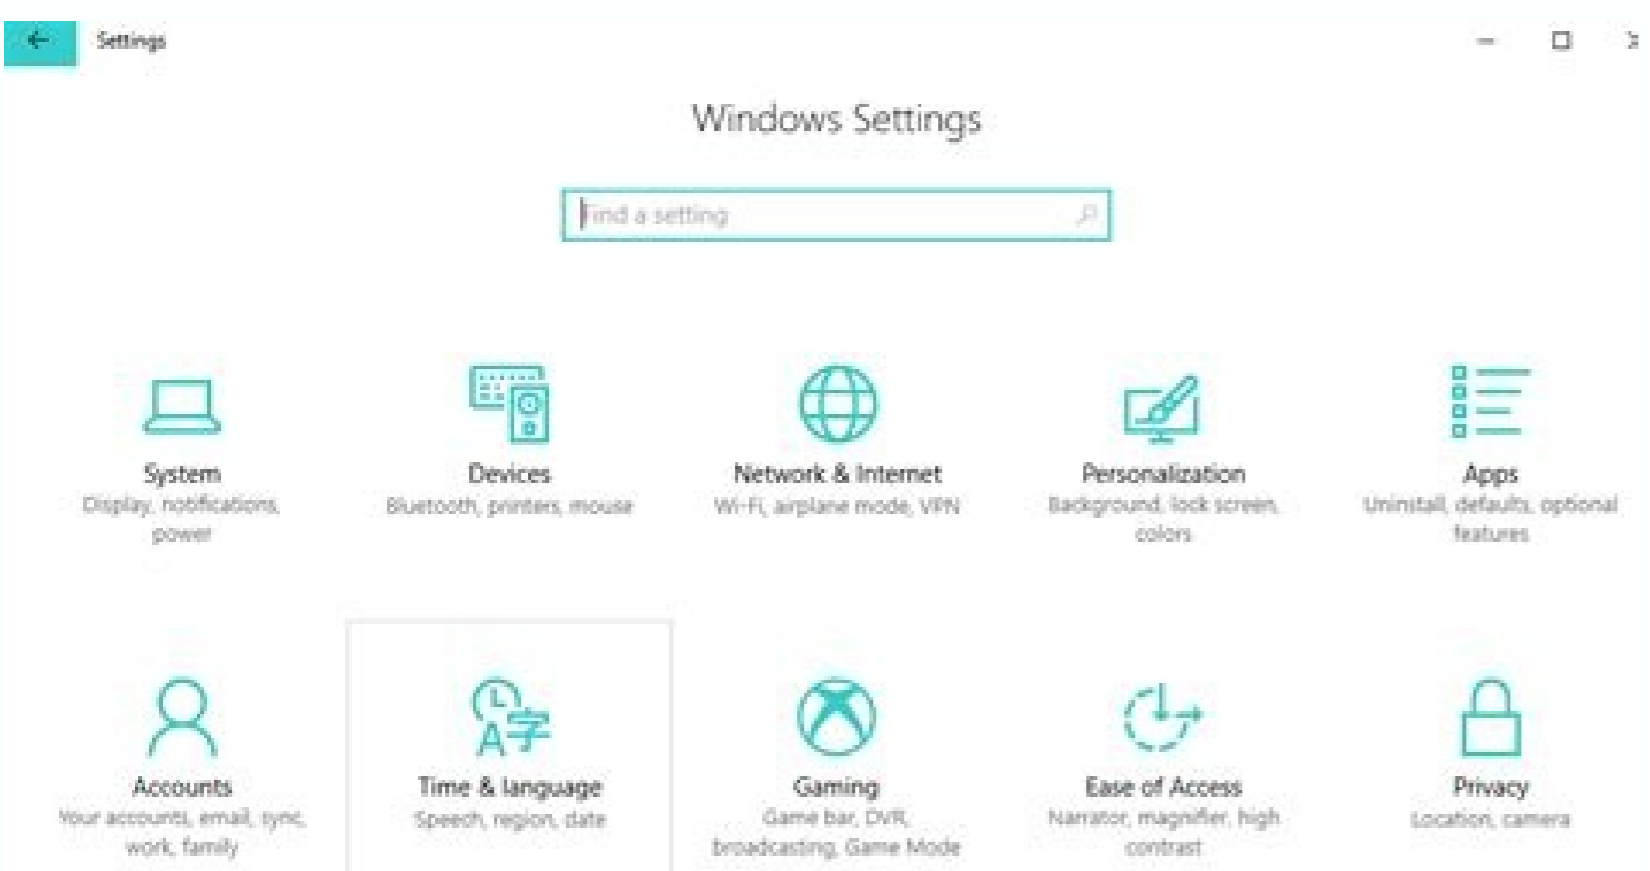 Settings
Windows Settings
Find a setting
System
Display, notifications,
power
Devices
Bluetooth, printers, mouse
Network & Internet
Wi-Fi, airplane mode, VPN
Personalization
Background, lock screen,
colors
Apps
Uninstall, defaults, optional
features
Accounts
Your accounts, email, sync,
work, family
Time & language
Speech, region, date
Gaming
Game bar, DVR,
broadcasting, Game Mode
Ease of Access
Narrator, magnifier, high
contrast
Privacy
Location, camera